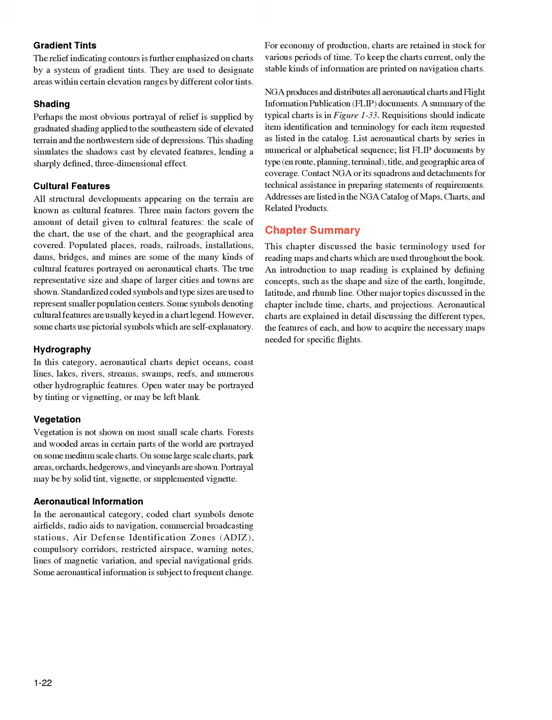 Gradient Tints
The relief indicating contours is further emphasized on charts
by a system of gradient tints. They are used to designate
areas within certain elevation ranges by different color tints.
Shading
Perhaps the most obvious portrayal of relief is supplied by
graduated shading applied to the southeastern side of elevated
terrain and the northwestern side of depressions. This shading
simulates the shadows cast by elevated features, lending a
sharply defined, three-dimensional effect.
Cultural Features
All structural developments appearing on the terrain are
known as cultural features. Three main factors govern the
amount of detail given to cultural features: the scale of
the chart, the use of the chart, and the geographical area
covered. Populated places, roads, railroads, installations,
dams, bridges, and mines are some of the many kinds of
cultural features portrayed on aeronautical charts. The true
representative size and shape of larger cities and towns are
shown. Standardized coded symbols and type sizes are used to
represent smaller population centers. Some symbols denoting
cultural features are usually keyed in a chart legend. However,
some charts use pictorial symbols which are self-explanatory.
Hydrography
In this category, aeronautical charts depict oceans, coast
lines, lakes, rivers, streams, swamps, reefs, and numerous
other hydrographic features. Open water may be portrayed
by tinting or vignetting, or may be left blank.
Vegetation
Vegetation is not shown on most small scale charts. Forests
and wooded areas in certain parts of the world are portrayed
on some medium scale charts. On some large scale charts, park
areas, orchards, hedgerows, and vineyards are shown. Portrayal
may be by solid tint, vignette, or supplemented vignette.
Aeronautical Information
In the aeronautical category, coded chart symbols denote
airfields, radio aids to navigation, commercial broadcasting
stations, Air Defense Identification Zones (ADIZ),
compulsory corridors, restricted airspace, warning notes,
lines of magnetic variation, and special navigational grids.
Some aeronautical information is subject to frequent change.
For economy of production, charts are retained in stock for
various periods of time. To keep the charts current, only the
stable kinds of information are printed on navigation charts.
NGA produces and distributes all aeronautical charts and Flight
Information Publication (FLIP) documents. A summary of the
typical charts is in Figure 1-33. Requisitions should indicate
item identification and terminology for each item requested
as listed in the catalog. List aeronautical charts by series in
numerical or alphabetical sequence; list FLIP documents by
type (en route, planning, terminal), title, and geographic area of
coverage. Contact NGA or its squadrons and detachments for
technical assistance in preparing statements of requirements.
Addresses are listed in the NGA Catalog of Maps, Charts, and
Related Products.
Chapter Summary
This chapter discussed the basic terminology used for
reading maps and charts which are used throughout the book.
An introduction to map reading is explained by defining
concepts, such as the shape and size of the earth, longitude,
latitude, and rhumb line. Other major topics discussed in the
chapter include time, charts, and projections. Aeronautical
charts are explained in detail discussing the different types,
the features of each, and how to acquire the necessary maps
needed for specific flights.
1-22